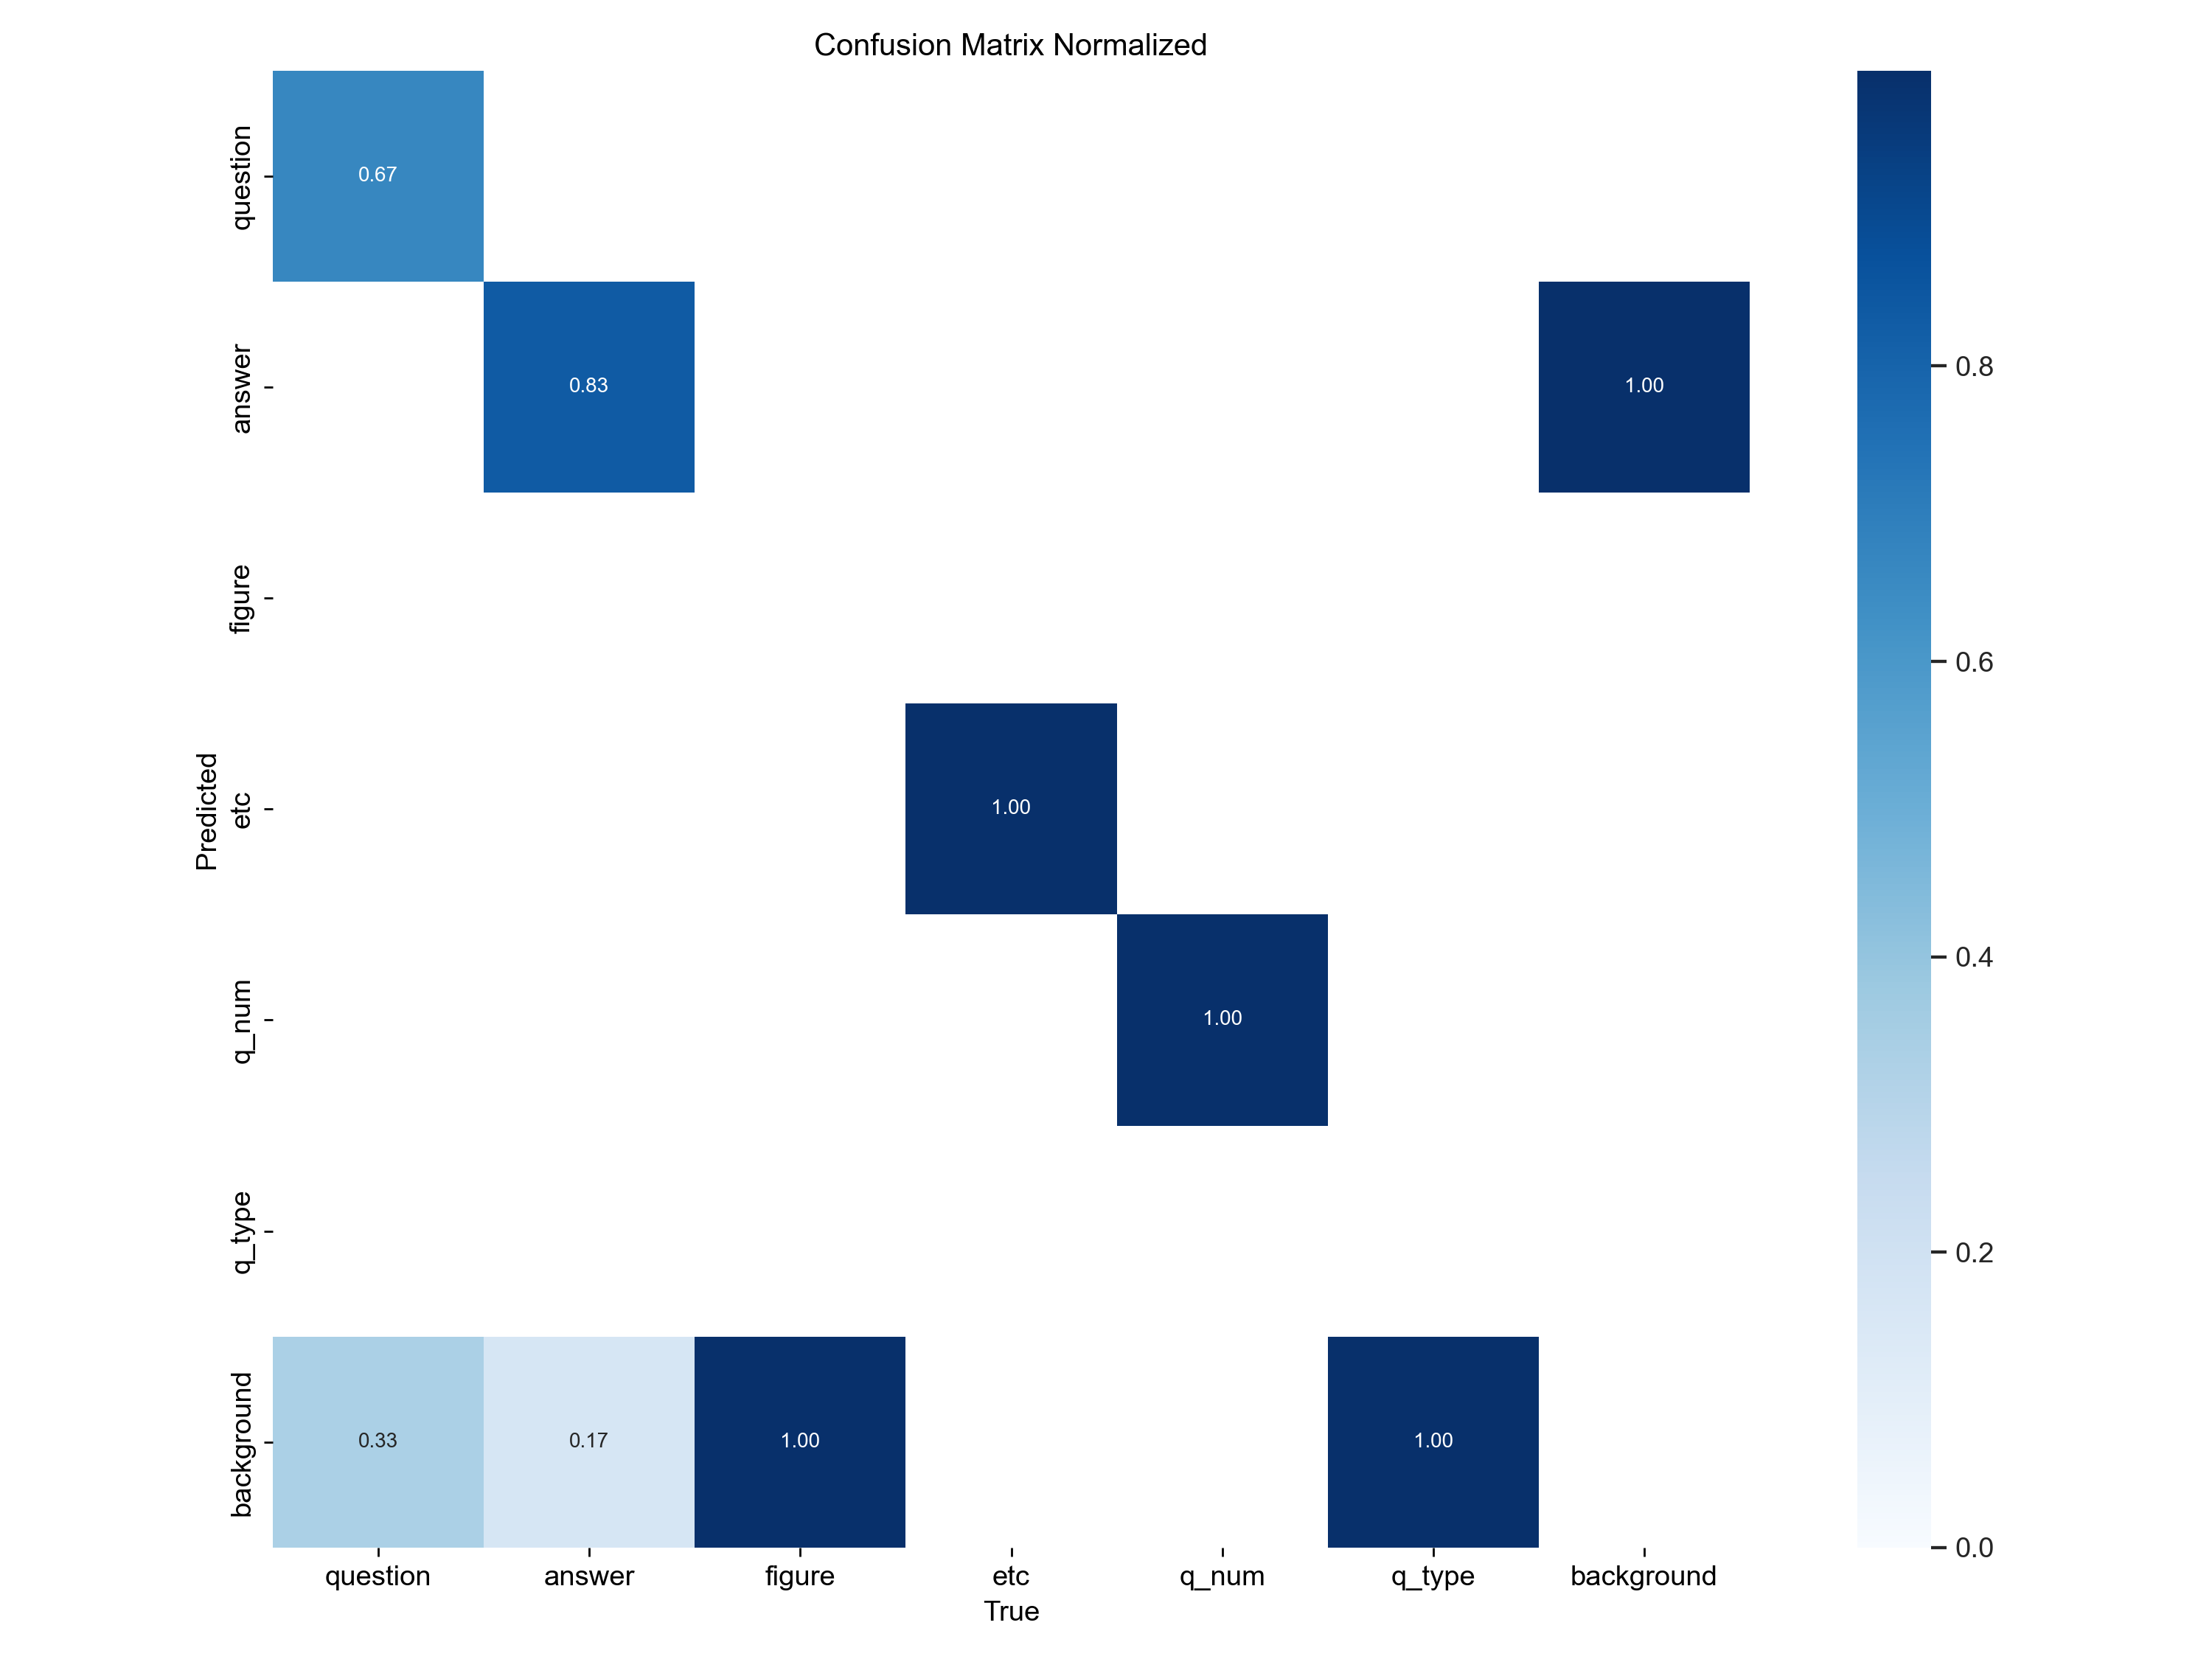 Confusion Matrix Normalized
question
0.67
answer
0.83
1.00
0.8
figure
0.6
Predicted
etc
1.00
0.4
q_num
1.00
q_type
0.2
background
0.33
0.17
1.00
1.00
0.0
question
answer
figure
etc
q_num
q_type
background
True